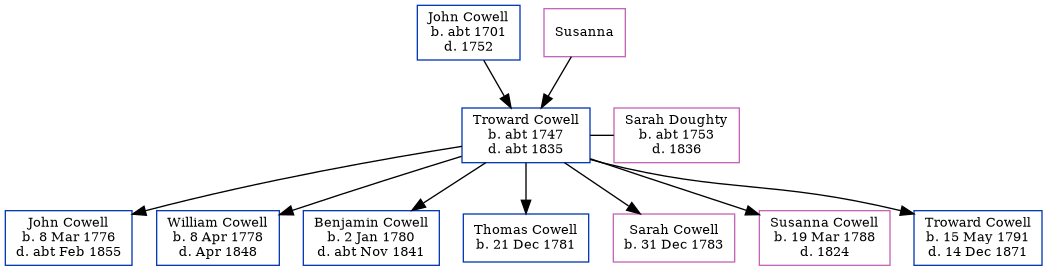 John Cowell
b. abt 1701
d. 1752
Susanna
Troward Cowell
b. abt 1747
d. abt 1835
Sarah Doughty
b. abt 1753
d. 1836
John Cowell
b. 8 Mar 1776
d. abt Feb 1855
William Cowell
b. 8 Apr 1778
d. Apr 1848
Benjamin Cowell
b. 2 Jan 1780
d. abt Nov 1841
Thomas Cowell
b. 21 Dec 1781
Sarah Cowell
b. 31 Dec 1783
Susanna Cowell
b. 19 Mar 1788
d. 1824
Troward Cowell
b. 15 May 1791
d. 14 Dec 1871